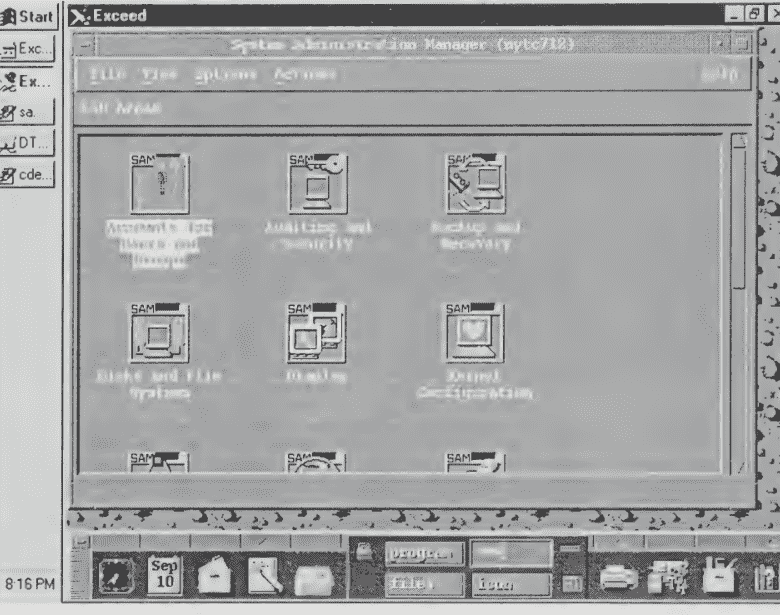 Start
Exc...
Ex...
sa.
DT...
cde...
8:16 PM
Exceed
System Administration Manager
File View Options Actions Help
SAM Areas
SAM SAM SAM
Accounts for
Users and
Groups
Auditing and
Security
Backup and
Recovery
SAM SAM SAM
Disks and File
Systems
Display
Kernel
Configuration
SAM SAM SAM
Sep
10